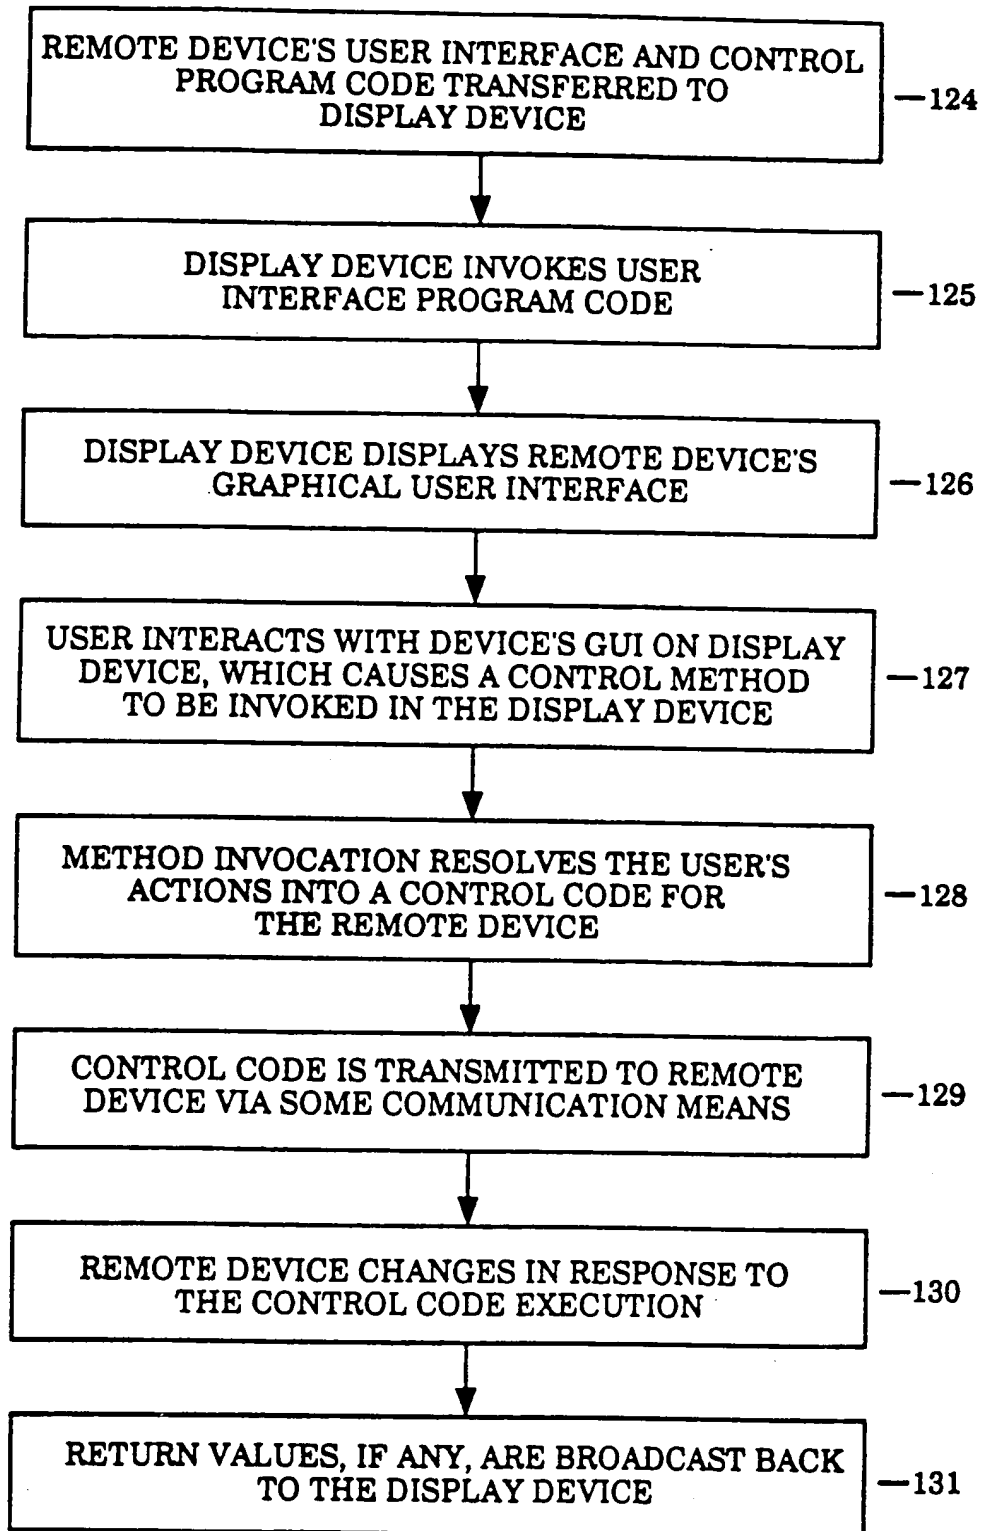 REMOTE DEVICE'S USER INTERFACE AND CONTROL
PROGRAM CODE TRANSFERRED TO
DISPLAY DEVICE
—124
DISPLAY DEVICE INVOKES USER
INTERFACE PROGRAM CODE
—125
DISPLAY DEVICE DISPLAYS REMOTE DEVICE'S
GRAPHICAL USER INTERFACE
—126
USER INTERACTS WITH DEVICE'S GUI ON DISPLAY
DEVICE, WHICH CAUSES A CONTROL METHOD
TO BE INVOKED IN THE DISPLAY DEVICE
—127
METHOD INVOCATION RESOLVES THE USER'S
ACTIONS INTO A CONTROL CODE FOR
THE REMOTE DEVICE
—128
CONTROL CODE IS TRANSMITTED TO REMOTE
DEVICE VIA SOME COMMUNICATION MEANS
—129
REMOTE DEVICE CHANGES IN RESPONSE TO
THE CONTROL CODE EXECUTION
—130
RETURN VALUES, IF ANY, ARE BROADCAST BACK
TO THE DISPLAY DEVICE
—131